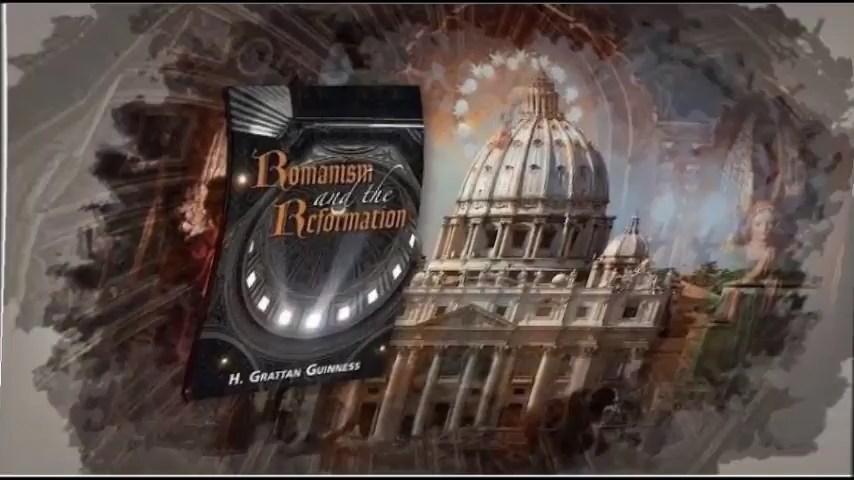 Romanism
and the
Reformation
H. GRATTAN GUINNESS